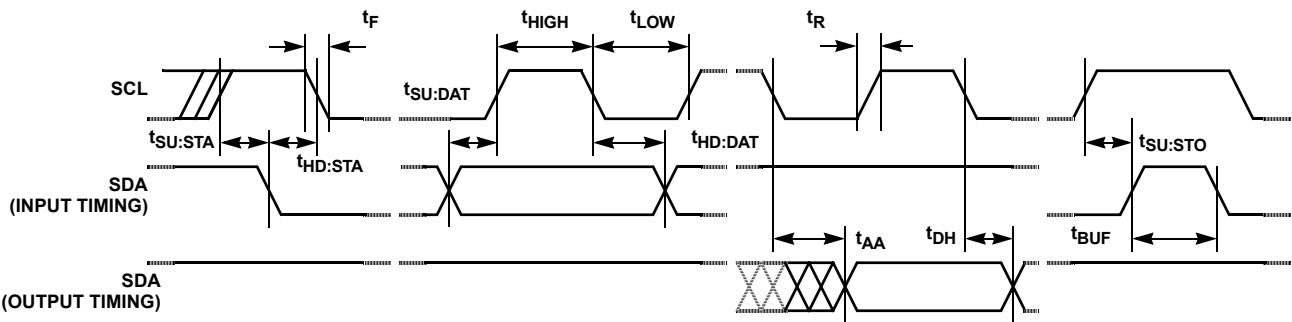 tF
tHIGH
tLOW
tR
SCL
tSU:DAT
tSU:STA
tHD:STA
tHD:DAT
tSU:STO
SDA
(INPUT TIMING)
tAA
tDH
tBUF
SDA
(OUTPUT TIMING)